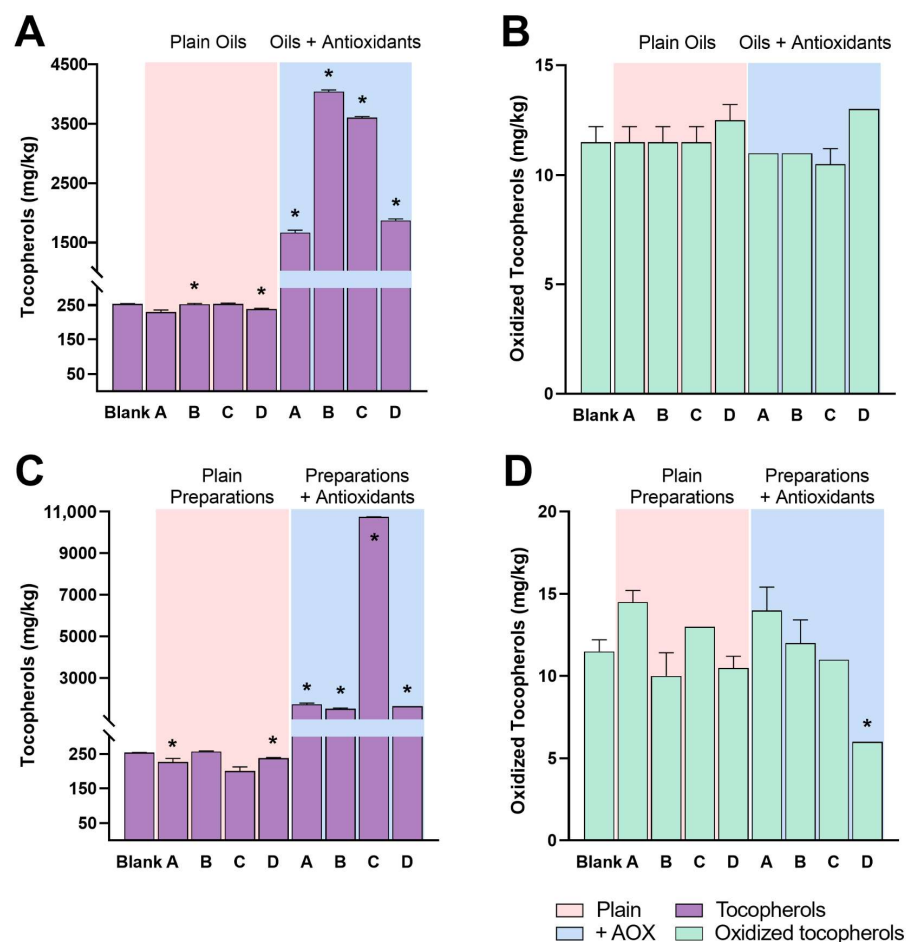 A
Plain Oils Oils + Antioxidants
Tocopherols (mg/kg)
4500
3500
2500
1500
250
150
50
* * * * * *
Blank A B C D A B C D
B
Plain Oils Oils + Antioxidants
Oxidized Tocopherols (mg/kg)
15
10
5
0
Blank A B C D A B C D
C
Plain Preparations
Preparations + Antioxidants
Tocopherols (mg/kg)
11,000
9000
7000
5000
3000
250
150
50
* * * * * *
Blank A B C D A B C D
D
Plain Preparations
Preparations + Antioxidants
Oxidized Tocopherols (mg/kg)
20
15
10
5
0
*
Blank A B C D A B C D
Plain Tocopherols
+ AOX Oxidized tocopherols